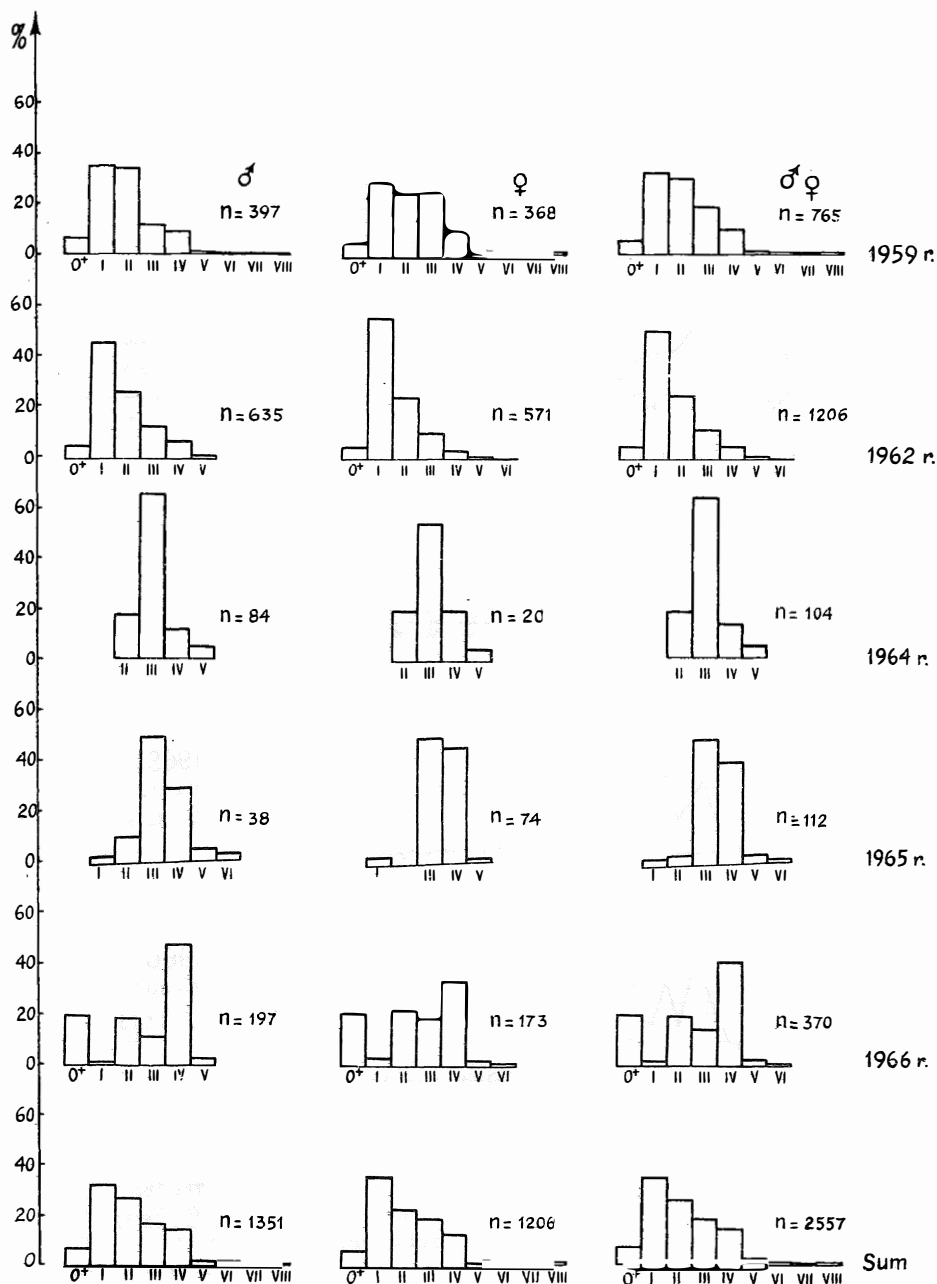 %
60
40
20
0
♂
n=397
0+ I II III IV V VI VII VIII
♀
n=368
0+ I II III IV V VI VII VIII
♂♀
n=765
0+ I II III IV V VI VII VIII
1959 r.
60
40
20
0
n=635
0+ I II III IV V
n=571
0+ I II III IV V VI
n=1206
0+ I II III IV V VI
1962 r.
60
40
20
0
n=84
II III IV V
n=20
II III IV V
n=104
II III IV V
1964 r.
60
40
20
0
n=38
I II III IV V VI
n=74
I III IV V
n=112
I II III IV V VI
1965 r.
60
40
20
0
n=197
0+ I II III IV V
n=173
0+ I II III IV V VI
n=370
0+ I II III IV V VI
1966 r.
60
40
20
0
n=1351
0+ I II III IV V VI VII VIII
n=1206
0+ I II III IV V VI VII VIII
n=2557
0+ I II III IV V VI VII VIII
Sum